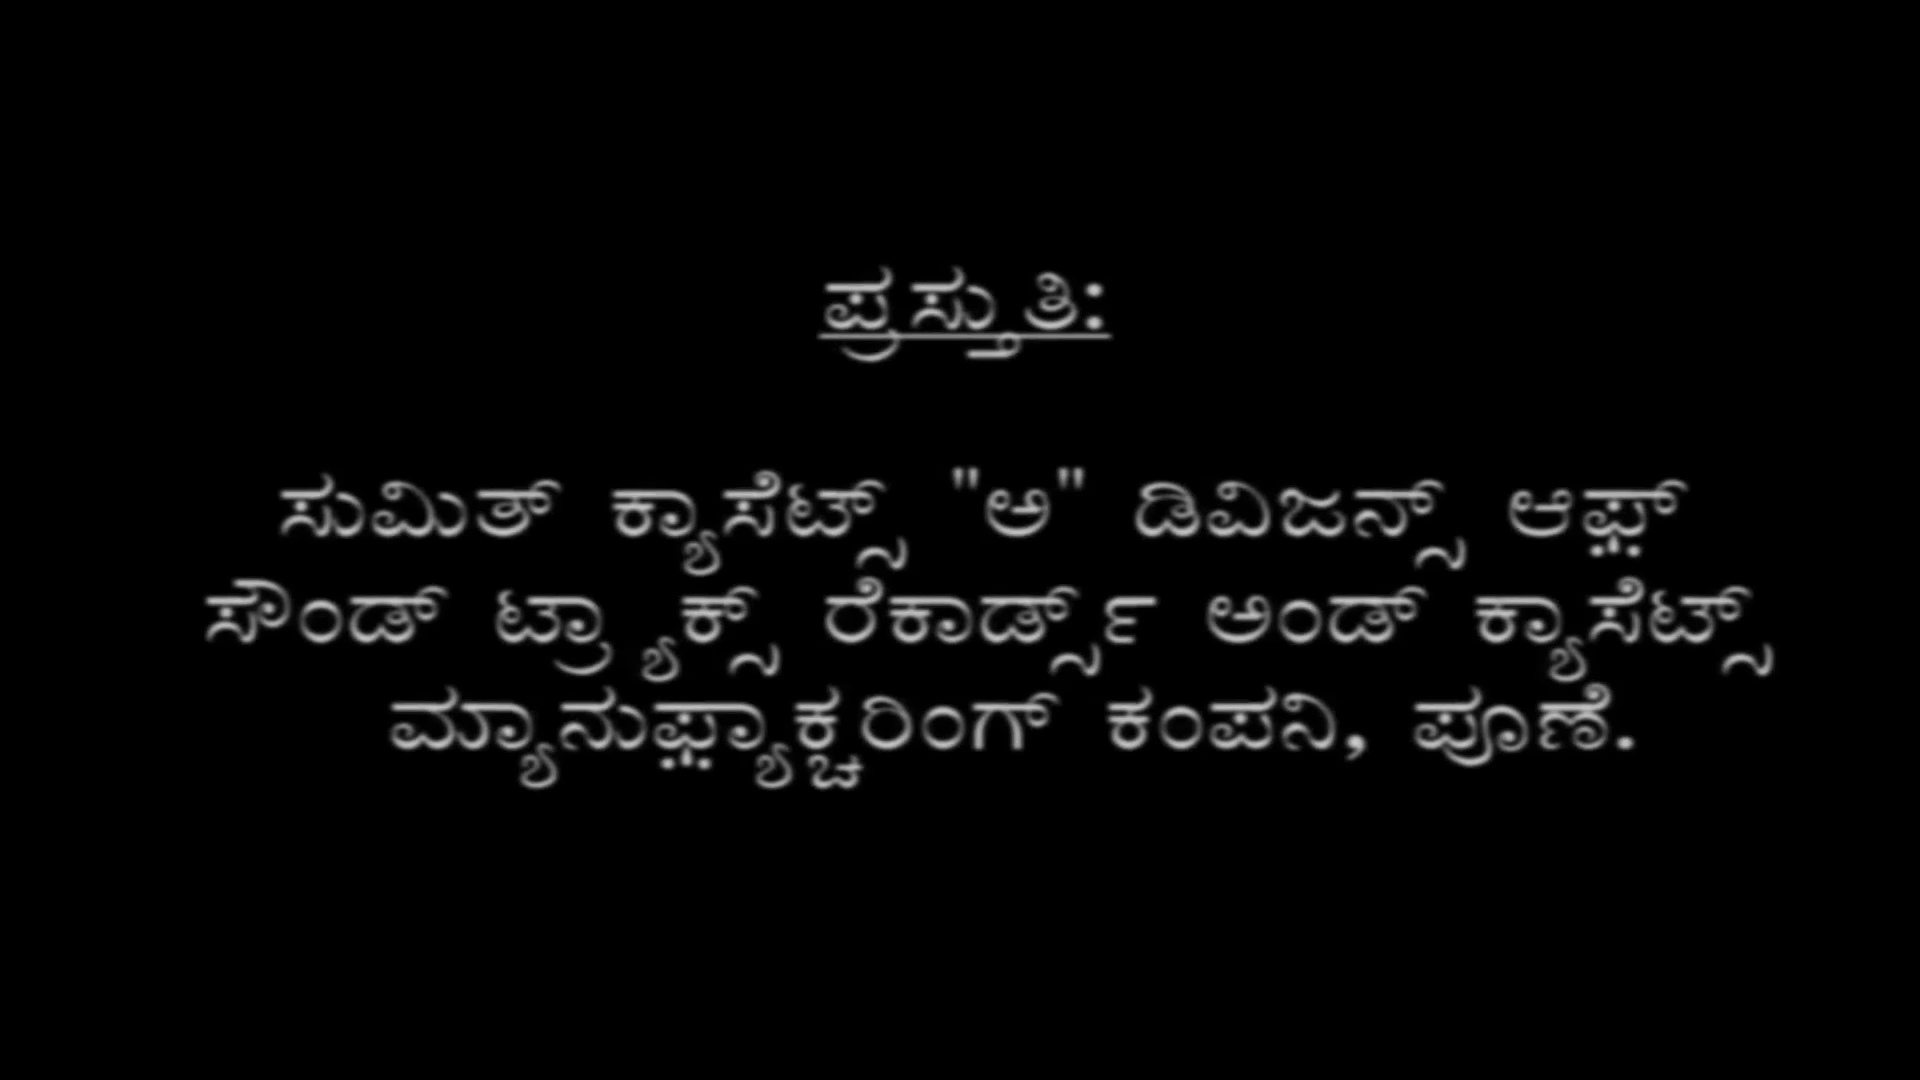 ಪ್ರಸ್ತುತಿ:
ಸುಮಿತ್ ಕ್ಯಾಸೆಟ್ಸ್ "ಅ" ಡಿವಿಜನ್ಸ್ ಆಫ಼್
ಸೌಂಡ್ ಟ್ರ್ಯಾಕ್ಸ್ ರೆಕಾರ್ಡ್ಸ್ ಅಂಡ್ ಕ್ಯಾಸೆಟ್ಸ್
ಮ್ಯಾನುಫ಼್ಯಾಕ್ಚರಿಂಗ್ ಕಂಪನಿ, ಪೂಣೆ.